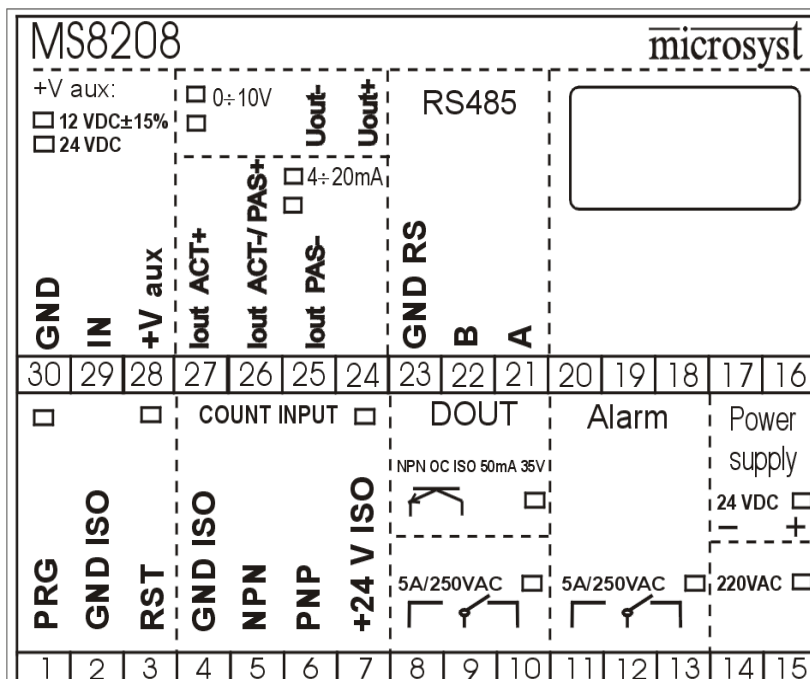 MS8208 microsyst
+V aux:
12 VDC±15%
24 VDC
GND
IN
+V aux
0÷10V
Uout-
Uout+
4÷20mA
Iout ACT+
Iout ACT-/PAS+
Iout PAS-
RS485
GND RS
B
A
30 29 28 27 26 25 24 23 22 21 20 19 18 17 16
PRG
GND ISO
RST
COUNT INPUT
GND ISO
NPN
PNP
+24 V ISO
DOUT
NPN OC ISO 50mA 35V
5A/250VAC
Alarm
5A/250VAC
Power
supply
24 VDC
− +
220VAC
1 2 3 4 5 6 7 8 9 10 11 12 13 14 15